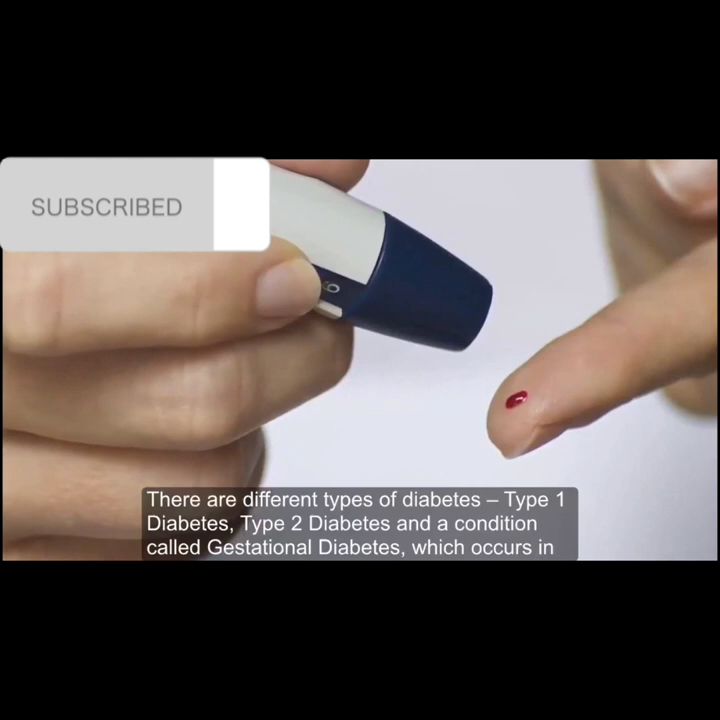 SUBSCRIBED
6
There are different types of diabetes – Type 1
Diabetes, Type 2 Diabetes and a condition
called Gestational Diabetes, which occurs in